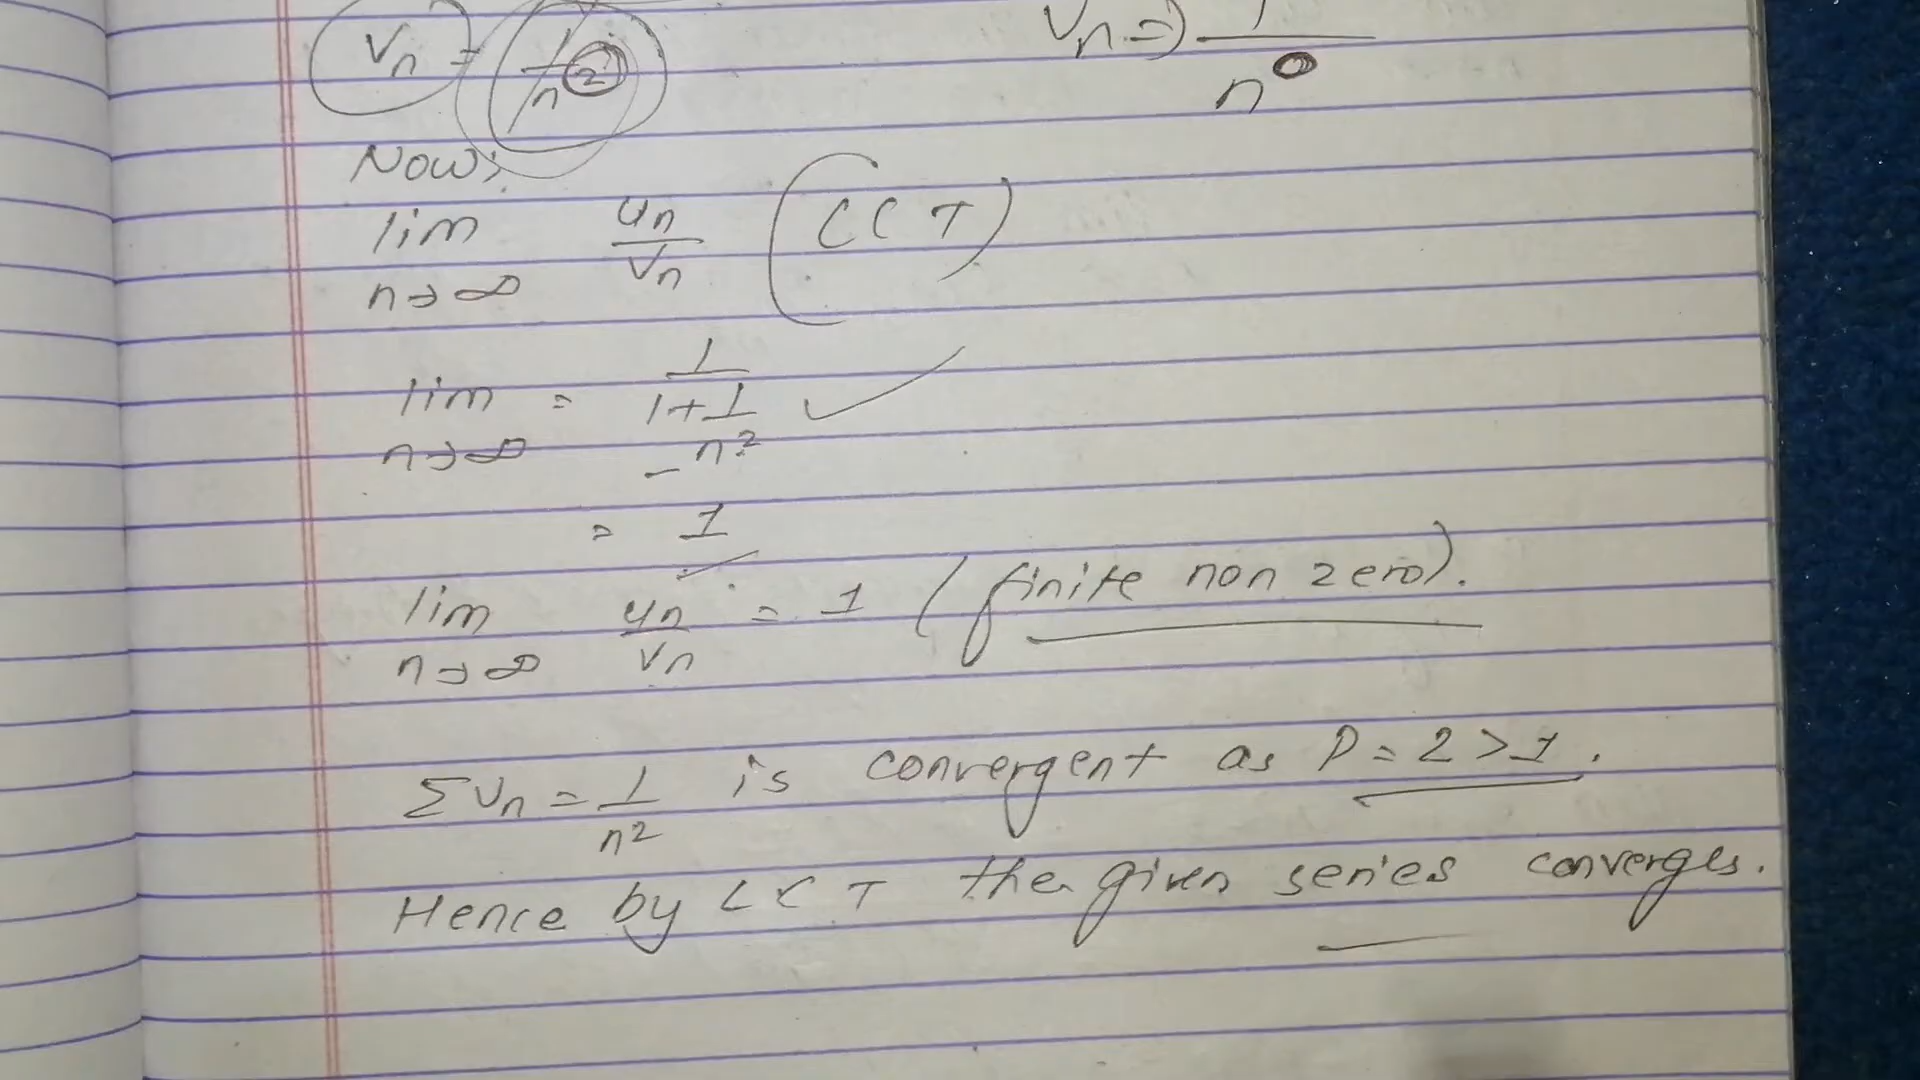 Vn = 1/n² Vn => 1/n
Now;
lim n→∞ un/Vn (LCT)
lim n→∞ = 1/(1+1/n²)
= 1
lim n→∞ un/vn = 1 (finite non zero).
Σvn = 1/n² is convergent as P = 2 > 1.
Hence by LCT the given series converges.